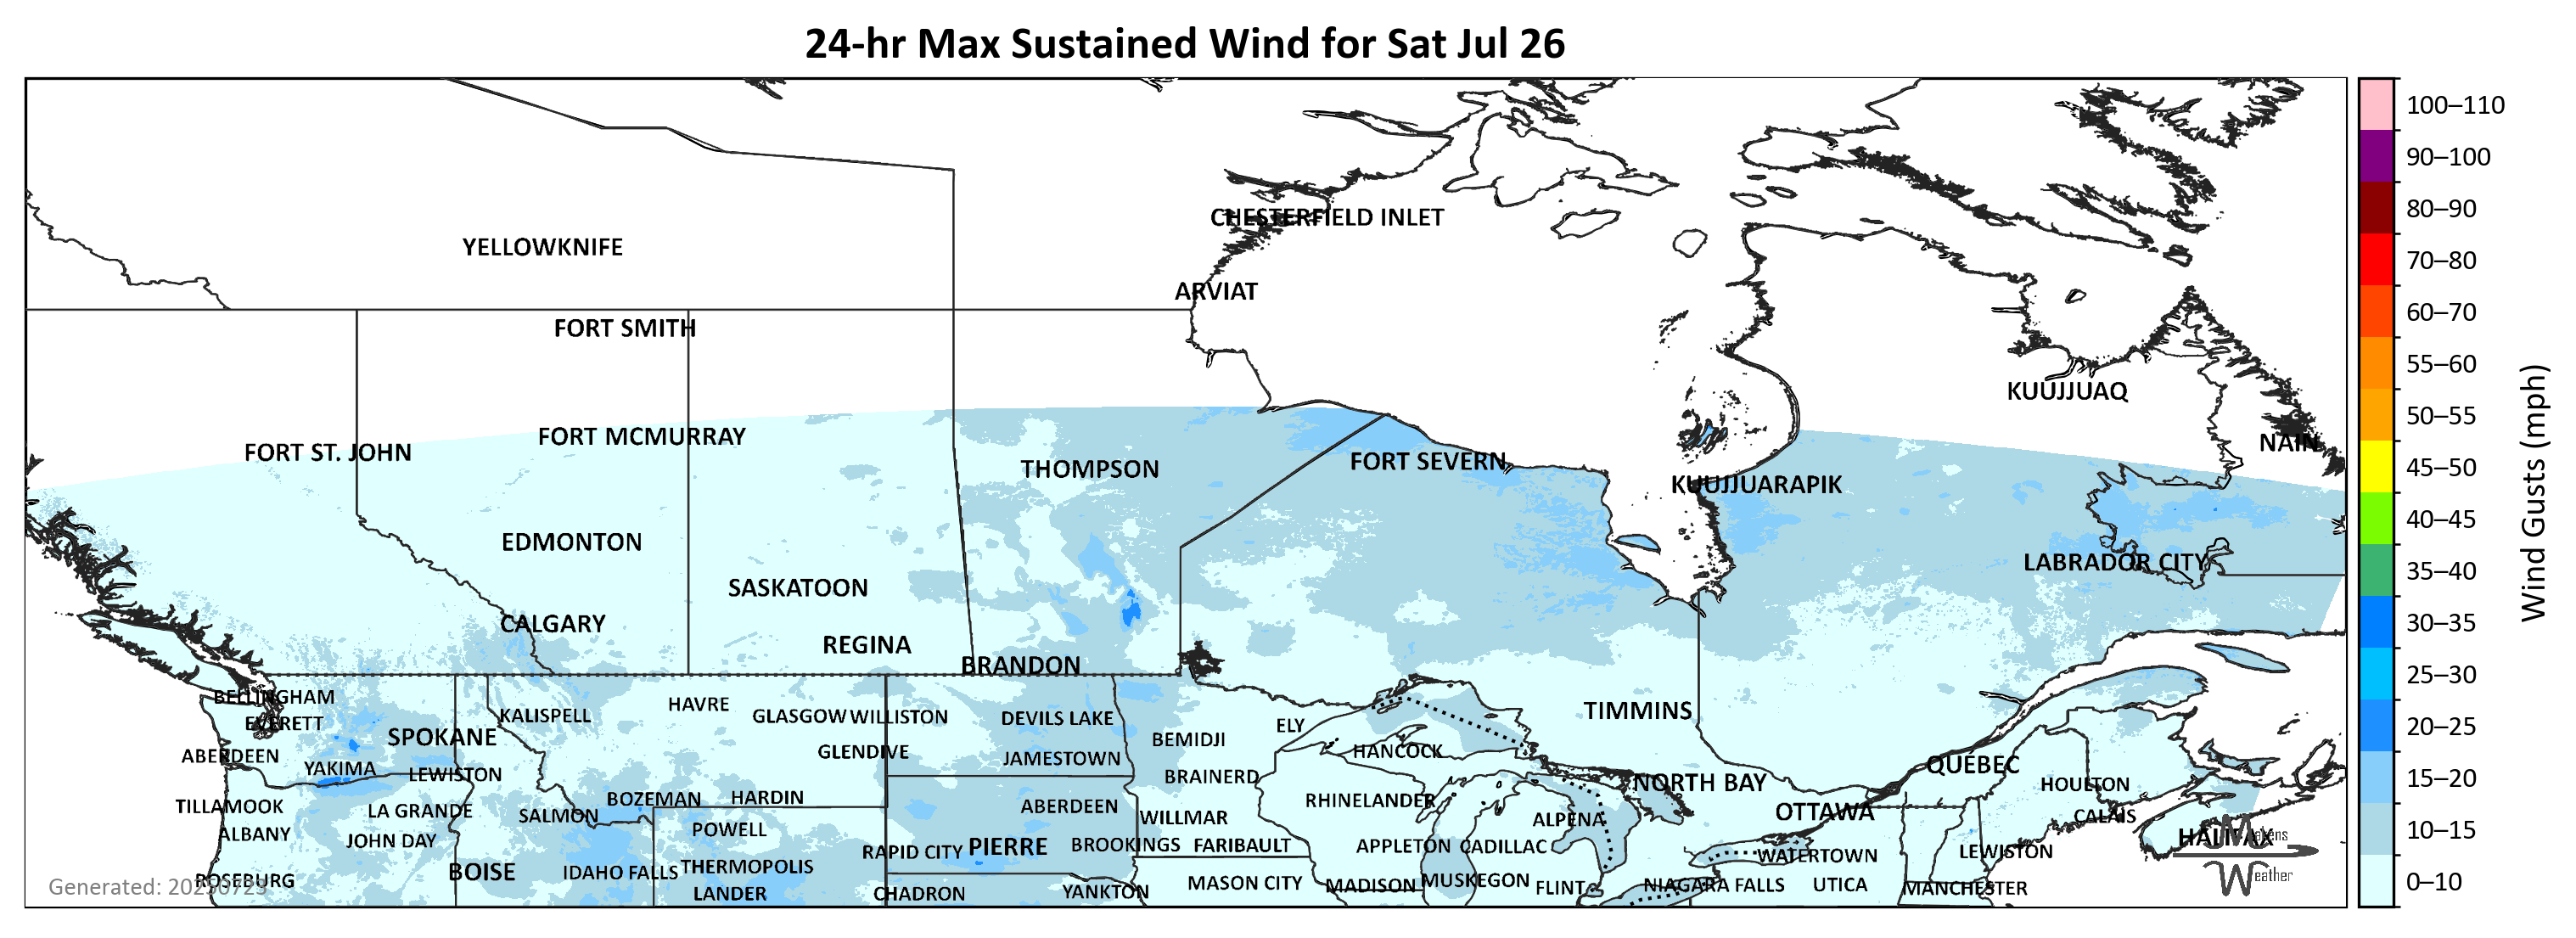 24-hr Max Sustained Wind for Sat Jul 26
100–110
90–100
CHESTERFIELD INLET
80–90
YELLOWKNIFE
70–80
ARVIAT
60–70
FORT SMITH
55–60
KUUJJUAQ
50–55
FORT MCMURRAY
NAIN
FORT ST. JOHN
FORT SEVERN
THOMPSON
45–50
KUUJJUARAPIK
40–45
EDMONTON
LABRADOR CITY
35–40
SASKATOON
Wind Gusts (mph)
CALGARY
30–35
REGINA
BRANDON
25–30
BELLINGHAM
HAVRE
TIMMINS
KALISPELL
GLASGOW WILLISTON
DEVILS LAKE
EVERETT
ELY
20–25
SPOKANE
BEMIDJI
HANCOCK
ABERDEEN
GLENDIVE
JAMESTOWN
QUÉBEC
YAKIMA
LEWISTON
BRAINERD
15–20
NORTH BAY
HOULTON
BOZEMAN
HARDIN
RHINELANDER
TILLAMOOK
LA GRANDE
ABERDEEN
OTTAWA
SALMON
WILLMAR
ALPENA
CALAIS
ALBANY
POWELL
10–15
HALIFAX
Makens
JOHN DAY
PIERRE
BROOKINGS
FARIBAULT
APPLETON
CADILLAC
RAPID CITY
WATERTOWN
LEWISTON
BOISE
IDAHO FALLS
THERMOPOLIS
Weather
ROSEBURG
0–10
Generated: 20250723
LANDER
CHADRON
YANKTON
MASON CITY
MADISON
MUSKEGON
FLINT
NIAGARA FALLS
UTICA
MANCHESTER